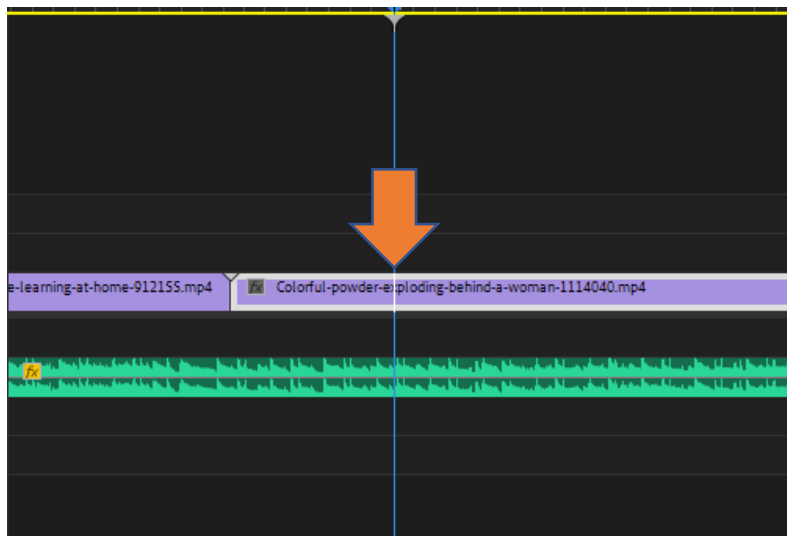 e-learning-at-home-912155.mp4
fx Colorful-powder-exploding-behind-a-woman-1114040.mp4
fx